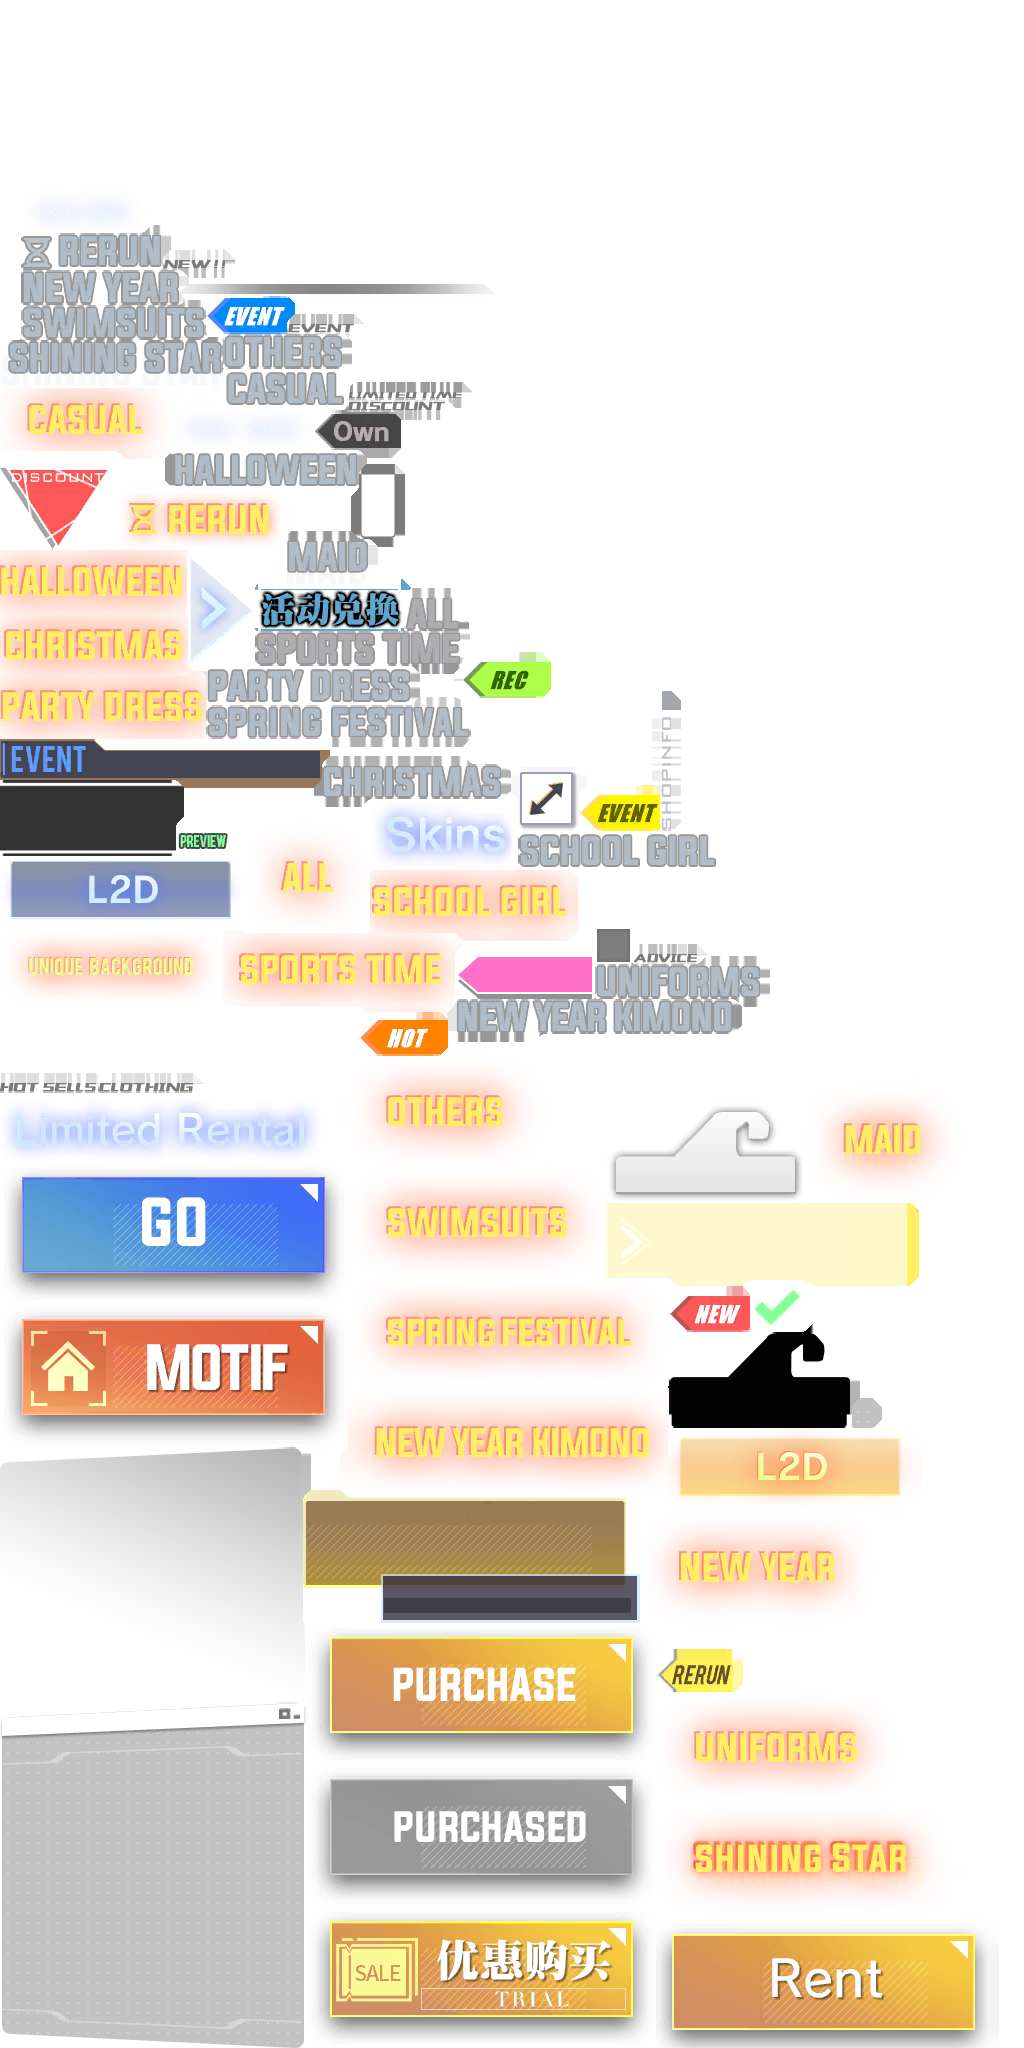 RERUN
NEW!!
NEW YEAR
SWIMSUITS
EVENT
EVENT
SHINING STAR
OTHERS
CASUAL
LIMITED TIME
DISCOUNT
CASUAL
Own
HALLOWEEN
DISCOUNT
RERUN
MAID
HALLOWEEN
活动兑换
ALL
CHRISTMAS
SPORTS TIME
REC
PARTY DRESS
PARTY DRESS
SPRING FESTIVAL
SHOPINFO
EVENT
CHRISTMAS
EVENT
Skins
PREVIEW
SCHOOL GIRL
L2D
ALL
SCHOOL GIRL
UNIQUE BACKGROUND
SPORTS TIME
ADVICE
UNIFORMS
NEW YEAR KIMONO
HOT
HOT SELLS CLOTHING
OTHERS
Limited Rental
MAID
GO
SWIMSUITS
NEW
SPRING FESTIVAL
MOTIF
NEW YEAR KIMONO
L2D
NEW YEAR
RERUN
PURCHASE
UNIFORMS
PURCHASED
SHINING STAR
优惠购买
SALE
TRIAL
Rent